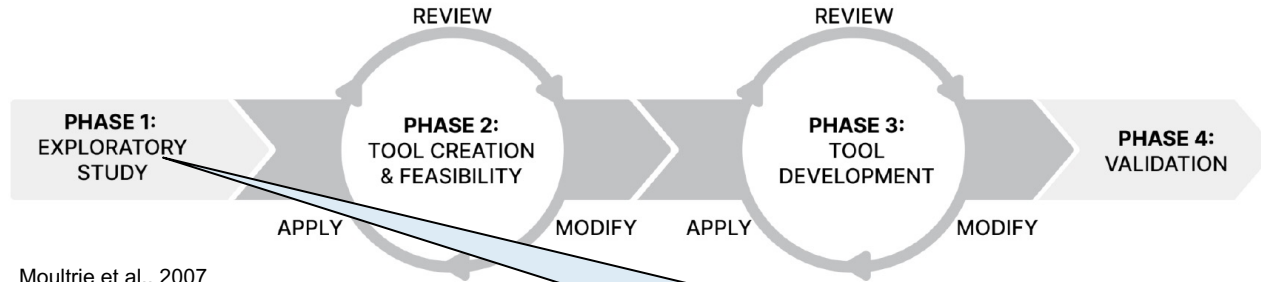 REVIEW
REVIEW
PHASE 1:
EXPLORATORY
STUDY
PHASE 2:
TOOL CREATION
& FEASIBILITY
PHASE 3:
TOOL
DEVELOPMENT
PHASE 4:
VALIDATION
APPLY
MODIFY
APPLY
MODIFY
Moultrie et al., 2007